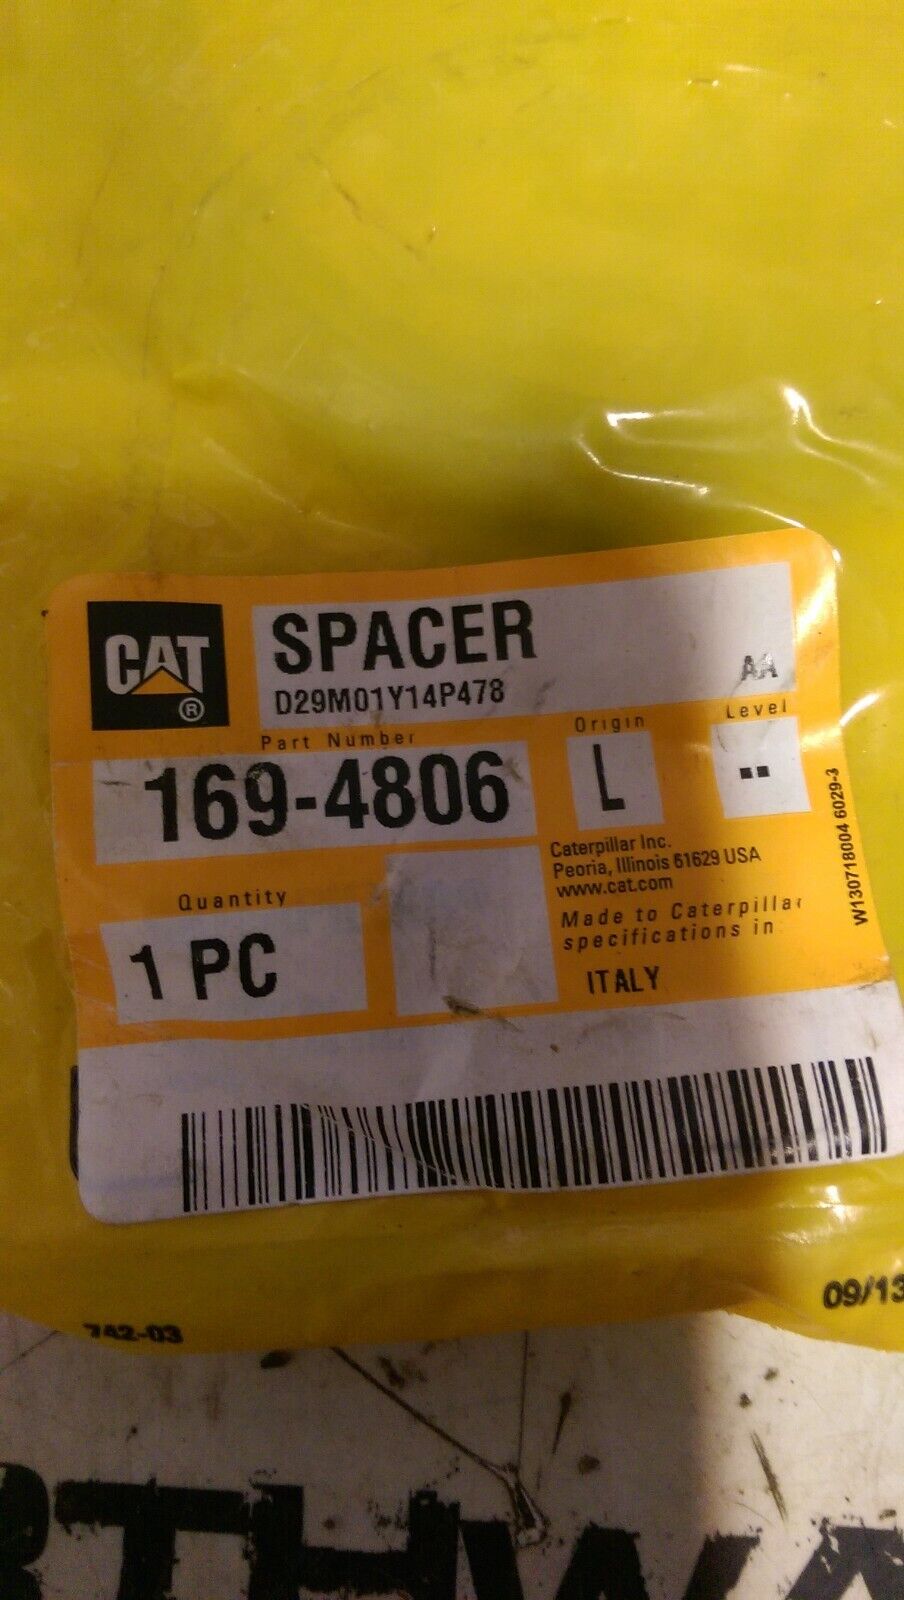 CAT
®
SPACER
D29M01Y14P478
AA
Part Number
169-4806
Origin
L
Level
--
Quantity
1 PC
Caterpillar Inc.
Peoria, Illinois 61629 USA
www.cat.com
Made to Caterpillar
specifications in:
ITALY
W130718004 6029-3
742-03
09/13
RTHWA